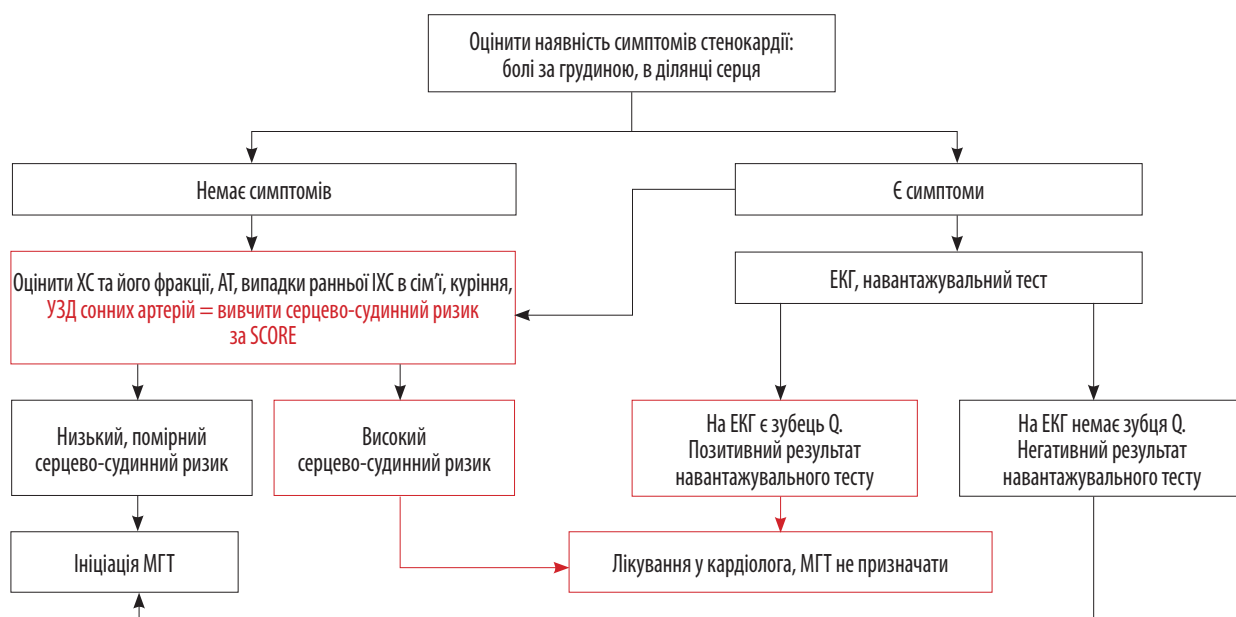 Оцінити наявність симптомів стенокардії:
болі за грудиною, в ділянці серця
Немає симптомів
Є симптоми
Оцінити ХС та його фракції, АТ, випадки ранньої ІХС в сім’ї, куріння,
УЗД сонних артерій = вивчити серцево-судинний ризик
за SCORE
ЕКГ, навантажувальний тест
Низький, помірний
серцево-судинний ризик
Високий
серцево-судинний ризик
На ЕКГ є зубець Q.
Позитивний результат
навантажувального тесту
На ЕКГ немає зубця Q.
Негативний результат
навантажувального тесту
Ініціація МГТ
Лікування у кардіолога, МГТ не призначати